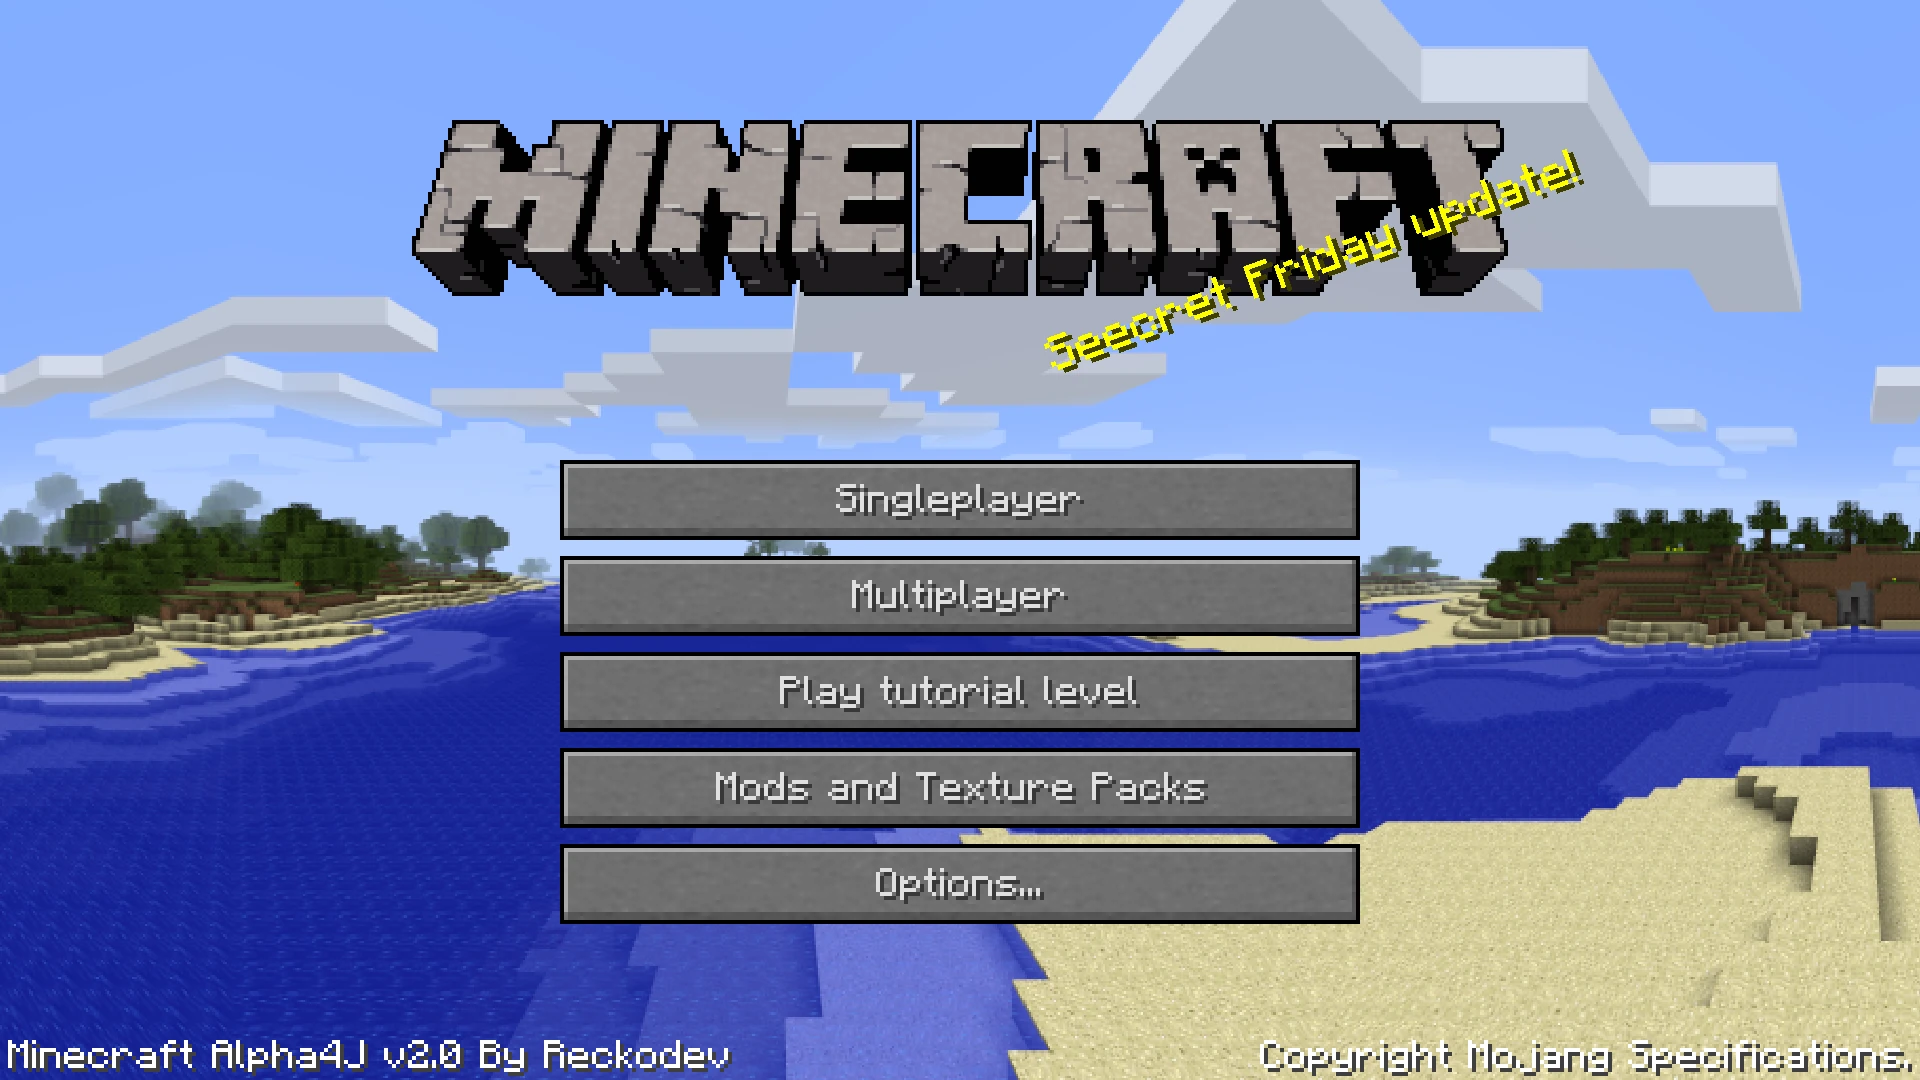 MINECRAFT
Seecret Friday update!
Singleplayer
Multiplayer
Play tutorial level
Mods and Texture Packs
Options...
Minecraft Alpha4J v2.0 By Reckodev
Copyright Mojang Specifications.